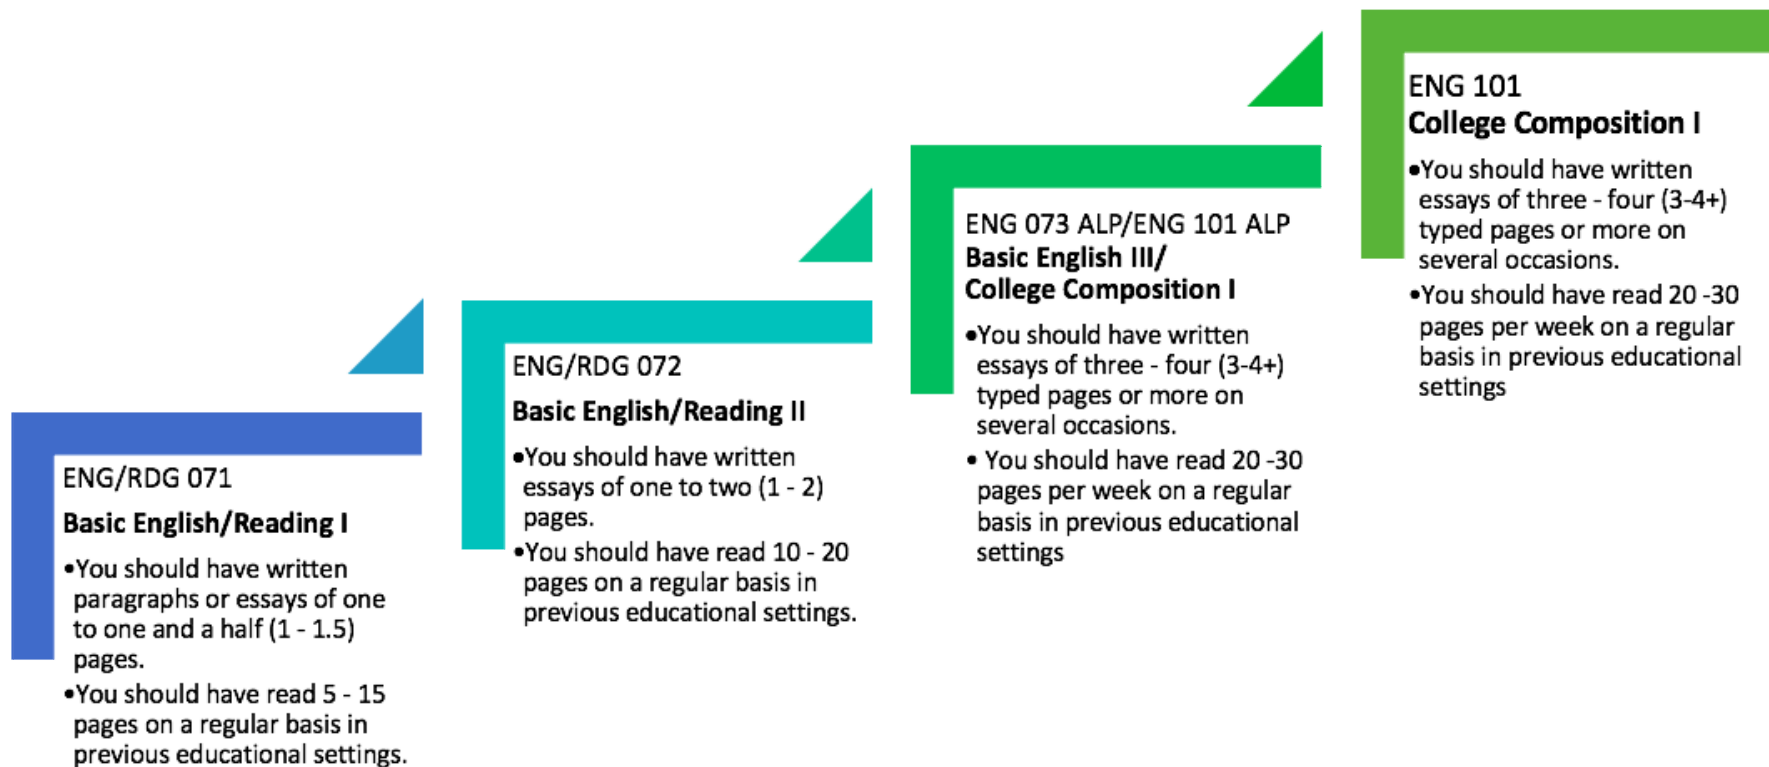 ENG/RDG 071
Basic English/Reading I
•You should have written
paragraphs or essays of one
to one and a half (1 - 1.5)
pages.
•You should have read 5 - 15
pages on a regular basis in
previous educational settings.
ENG/RDG 072
Basic English/Reading II
•You should have written
essays of one to two (1 - 2)
pages.
•You should have read 10 - 20
pages on a regular basis in
previous educational settings.
ENG 073 ALP/ENG 101 ALP
Basic English III/
College Composition I
•You should have written
essays of three - four (3-4+)
typed pages or more on
several occasions.
• You should have read 20 -30
pages per week on a regular
basis in previous educational
settings
ENG 101
College Composition I
•You should have written
essays of three - four (3-4+)
typed pages or more on
several occasions.
•You should have read 20 -30
pages per week on a regular
basis in previous educational
settings